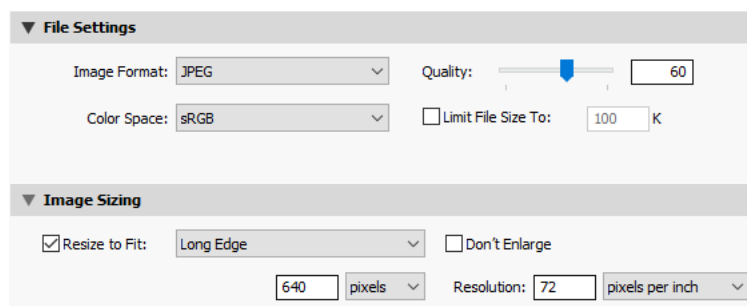 File Settings
Image Format: JPEG Quality: 60
Color Space: sRGB Limit File Size To: 100 K
Image Sizing
Resize to Fit: Long Edge Don't Enlarge
640 pixels Resolution: 72 pixels per inch